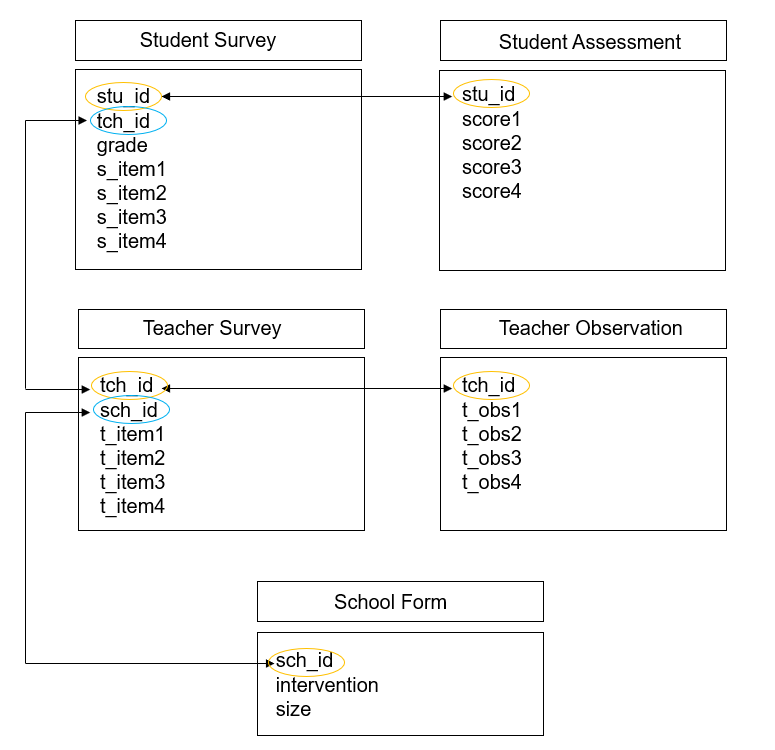 Student Survey
stu_id
tch_id
grade
s_item1
s_item2
s_item3
s_item4
Student Assessment
stu_id
score1
score2
score3
score4
Teacher Survey
tch_id
sch_id
t_item1
t_item2
t_item3
t_item4
Teacher Observation
tch_id
t_obs1
t_obs2
t_obs3
t_obs4
School Form
sch_id
intervention
size